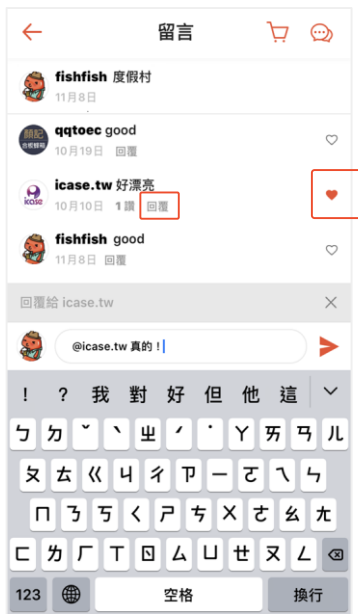 留言
fishfish 度假村
11月8日
顏記
qqtoec good
10月19日 回覆
icase
icase.tw 好漂亮
10月10日 1讚 回覆
fishfish good
11月8日 回覆
回覆給 icase.tw
@icase.tw 真的！
! ? 我 對 好 但 他 這
ㄅ ㄉ ˇ ˋ ㄓ ˊ ˙ ㄚ ㄞ ㄢ ㄦ
ㄆ ㄊ ㄍ ㄐ ㄔ ㄗ ㄧ ㄛ ㄟ ㄣ
ㄇ ㄋ ㄎ ㄑ ㄕ ㄘ ㄨ ㄜ ㄠ ㄤ
ㄈ ㄌ ㄏ ㄒ ㄖ ㄙ ㄩ ㄝ ㄡ ㄥ
123 空格 換行